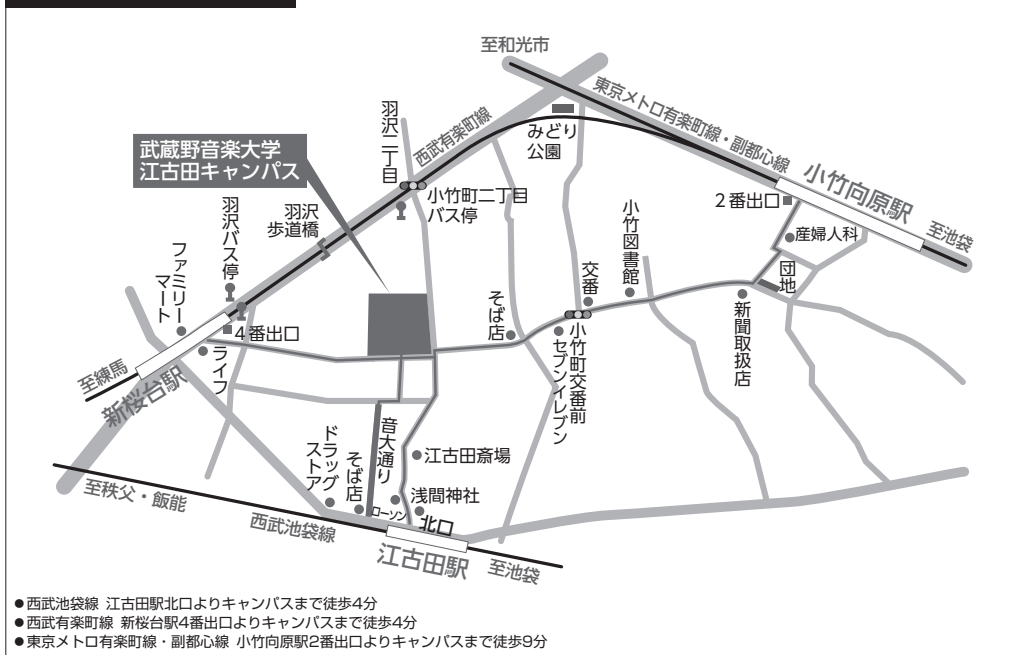 至和光市
東京メトロ有楽町線・副都心線
西武有楽町線
羽沢二丁目
みどり
公園
武蔵野音楽大学
江古田キャンパス
小竹町二丁目
バス停
小竹向原駅
2番出口
産婦人科
至池袋
羽沢
歩道橋
羽沢バス停
小竹図書館
交番
団地
ファミリー
マート
4番出口
ライフ
そば店
小竹町交番前
セブンイレブン
新聞取扱店
至練馬
新桜台駅
音大通り
ドラッグ
ストア
そば店
江古田斎場
浅間神社
ローソン
北口
至秩父・飯能
西武池袋線
江古田駅
至池袋
●西武池袋線 江古田駅北口よりキャンパスまで徒歩4分
●西武有楽町線 新桜台駅4番出口よりキャンパスまで徒歩4分
●東京メトロ有楽町線・副都心線 小竹向原駅2番出口よりキャンパスまで徒歩9分